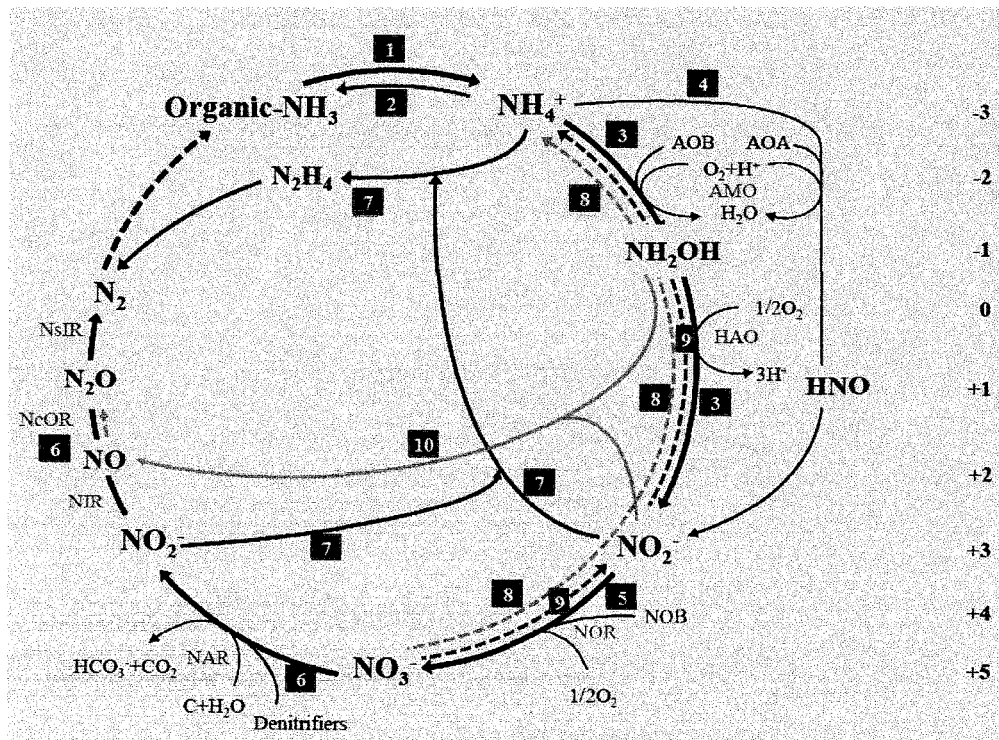 1
4
Organic-NH₃
2
NH₄⁺
-3
3
AOB
AOA
O₂+H⁺
N₂H₄
-2
7
8
AMO
H₂O
NH₂OH
-1
N₂
1/2O₂
0
NsIR
9
HAO
N₂O
3H⁺
HNO
+1
8
3
NcOR
6
NO
10
+2
NIR
7
NO₂⁻
NO₂⁻
+3
7
8
9
5
NOB
+4
NOR
HCO₃⁻+CO₂
NAR
6
NO₃⁻
+5
C+H₂O
1/2O₂
Denitrifiers